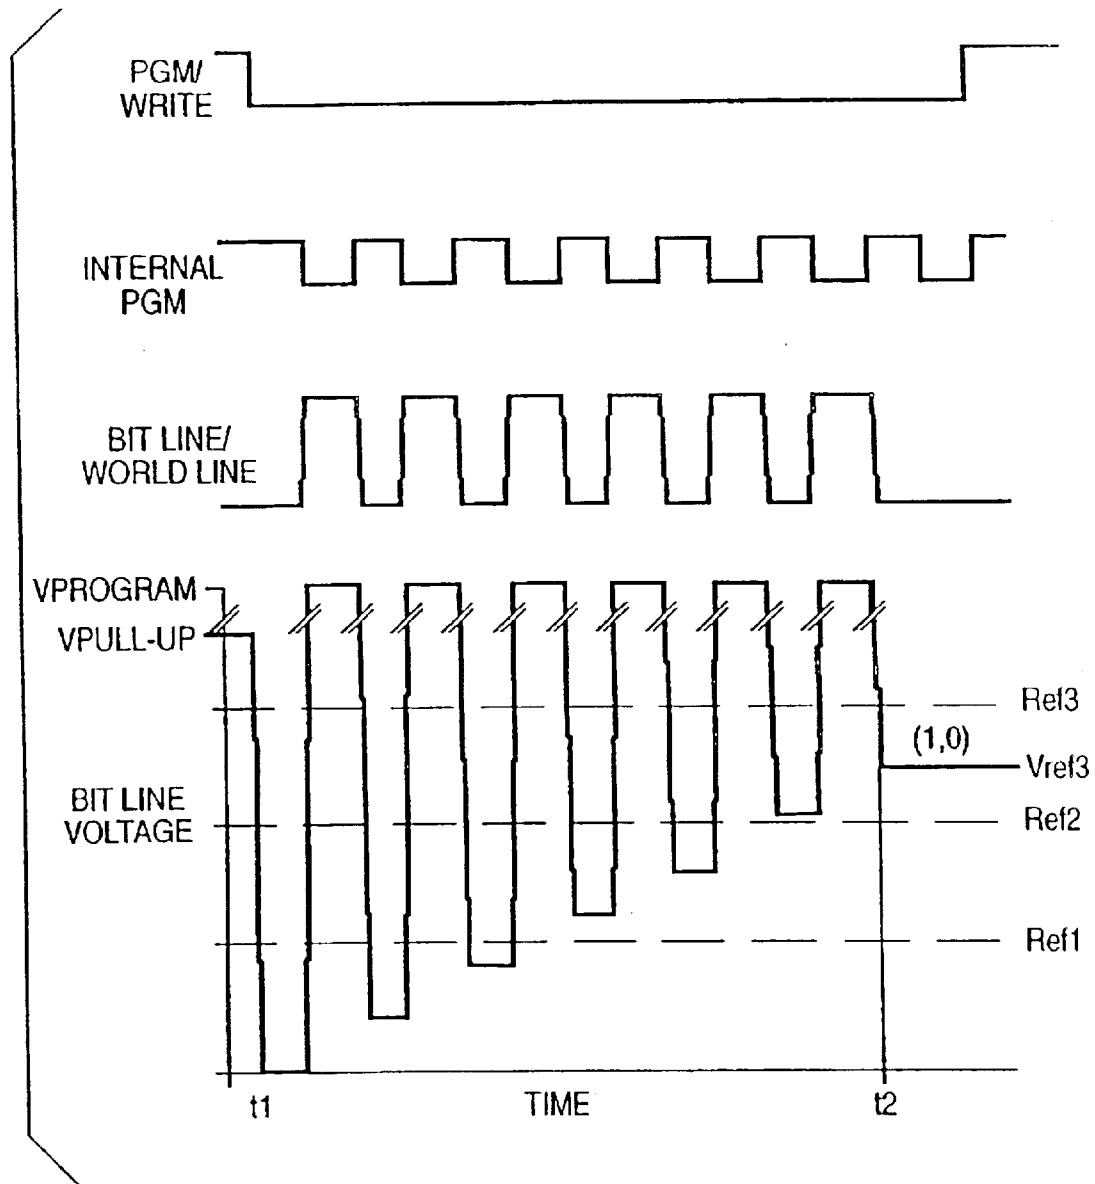 PGM/
WRITE
INTERNAL
PGM
BIT LINE/
WORLD LINE
VPROGRAM
VPULL-UP
Ref3
(1,0)
Vref3
BIT LINE
VOLTAGE
Ref2
Ref1
t1
TIME
t2